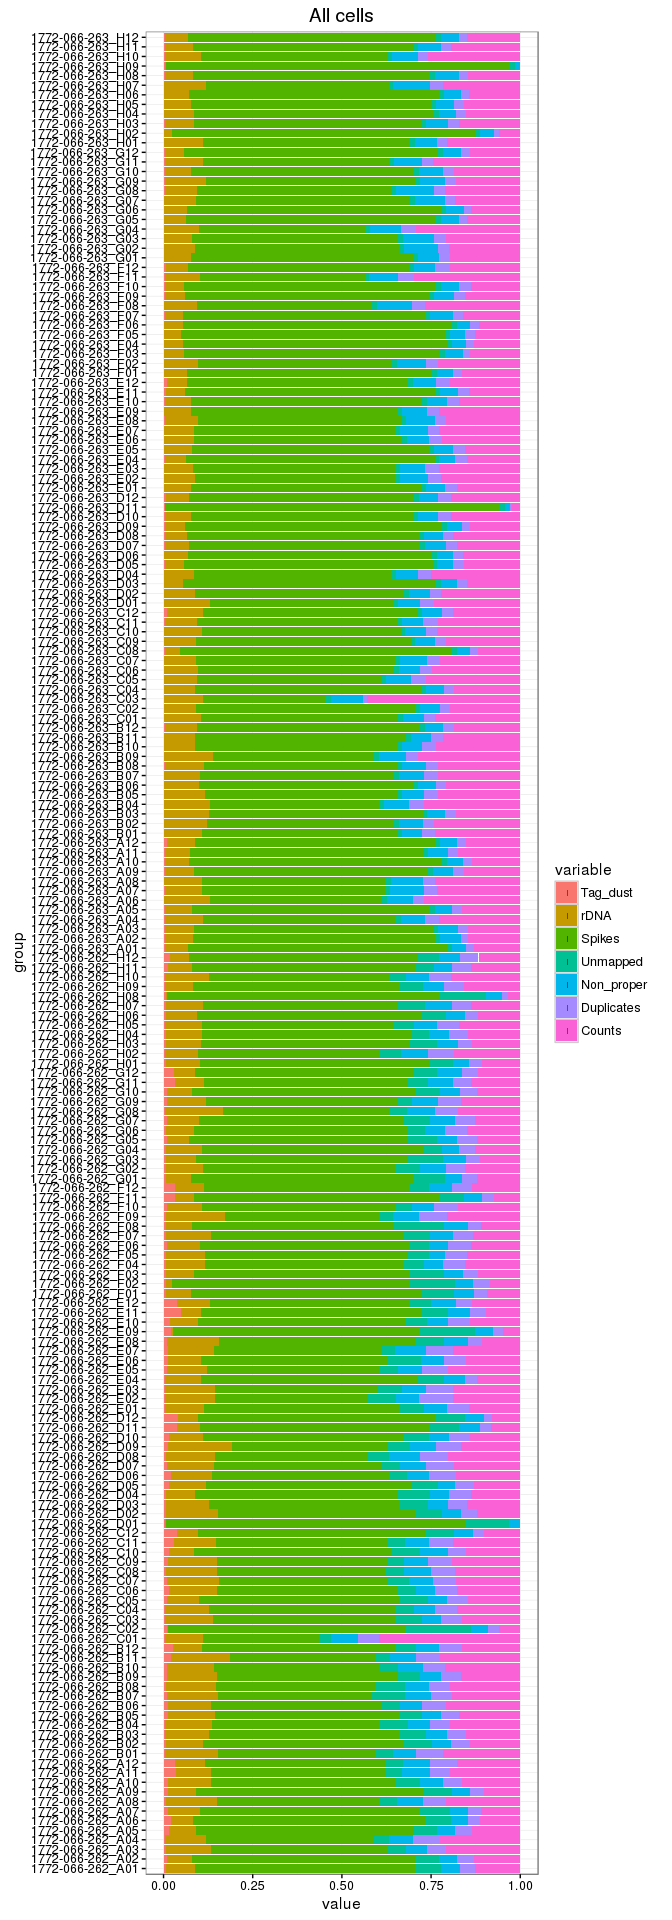 All cells
1772-066-263_H12
1772-066-263_H11
1772-066-263_H10
1772-066-263_H09
1772-066-263_H08
1772-066-263_H07
1772-066-263_H06
1772-066-263_H05
1772-066-263_H04
1772-066-263_H03
1772-066-263_H02
1772-066-263_H01
1772-066-263_G12
1772-066-263_G11
1772-066-263_G10
1772-066-263_G09
1772-066-263_G08
1772-066-263_G07
1772-066-263_G06
1772-066-263_G05
1772-066-263_G04
1772-066-263_G03
1772-066-263_G02
1772-066-263_G01
1772-066-263_F12
1772-066-263_F11
1772-066-263_F10
1772-066-263_F09
1772-066-263_F08
1772-066-263_F07
1772-066-263_F06
1772-066-263_F05
1772-066-263_F04
1772-066-263_F03
1772-066-263_F02
1772-066-263_F01
1772-066-263_E12
1772-066-263_E11
1772-066-263_E10
1772-066-263_E09
1772-066-263_E08
1772-066-263_E07
1772-066-263_E06
1772-066-263_E05
1772-066-263_E04
1772-066-263_E03
1772-066-263_E02
1772-066-263_E01
1772-066-263_D12
1772-066-263_D11
1772-066-263_D10
1772-066-263_D09
1772-066-263_D08
1772-066-263_D07
1772-066-263_D06
1772-066-263_D05
1772-066-263_D04
1772-066-263_D03
1772-066-263_D02
1772-066-263_D01
1772-066-263_C12
1772-066-263_C11
1772-066-263_C10
1772-066-263_C09
1772-066-263_C08
1772-066-263_C07
1772-066-263_C06
1772-066-263_C05
1772-066-263_C04
1772-066-263_C03
1772-066-263_C02
1772-066-263_C01
1772-066-263_B12
1772-066-263_B11
1772-066-263_B10
1772-066-263_B09
1772-066-263_B08
1772-066-263_B07
1772-066-263_B06
1772-066-263_B05
1772-066-263_B04
1772-066-263_B03
1772-066-263_B02
1772-066-263_B01
1772-066-263_A12
1772-066-263_A11
1772-066-263_A10
1772-066-263_A09
1772-066-263_A08
1772-066-263_A07
1772-066-263_A06
1772-066-263_A05
1772-066-263_A04
1772-066-263_A03
1772-066-263_A02
1772-066-263_A01
1772-066-262_H12
1772-066-262_H11
1772-066-262_H10
1772-066-262_H09
1772-066-262_H08
1772-066-262_H07
1772-066-262_H06
1772-066-262_H05
1772-066-262_H04
1772-066-262_H03
1772-066-262_H02
1772-066-262_H01
1772-066-262_G12
1772-066-262_G11
1772-066-262_G10
1772-066-262_G09
1772-066-262_G08
1772-066-262_G07
1772-066-262_G06
1772-066-262_G05
1772-066-262_G04
1772-066-262_G03
1772-066-262_G02
1772-066-262_G01
1772-066-262_F12
1772-066-262_F11
1772-066-262_F10
1772-066-262_F09
1772-066-262_F08
1772-066-262_F07
1772-066-262_F06
1772-066-262_F05
1772-066-262_F04
1772-066-262_F03
1772-066-262_F02
1772-066-262_F01
1772-066-262_E12
1772-066-262_E11
1772-066-262_E10
1772-066-262_E09
1772-066-262_E08
1772-066-262_E07
1772-066-262_E06
1772-066-262_E05
1772-066-262_E04
1772-066-262_E03
1772-066-262_E02
1772-066-262_E01
1772-066-262_D12
1772-066-262_D11
1772-066-262_D10
1772-066-262_D09
1772-066-262_D08
1772-066-262_D07
1772-066-262_D06
1772-066-262_D05
1772-066-262_D04
1772-066-262_D03
1772-066-262_D02
1772-066-262_D01
1772-066-262_C12
1772-066-262_C11
1772-066-262_C10
1772-066-262_C09
1772-066-262_C08
1772-066-262_C07
1772-066-262_C06
1772-066-262_C05
1772-066-262_C04
1772-066-262_C03
1772-066-262_C02
1772-066-262_C01
1772-066-262_B12
1772-066-262_B11
1772-066-262_B10
1772-066-262_B09
1772-066-262_B08
1772-066-262_B07
1772-066-262_B06
1772-066-262_B05
1772-066-262_B04
1772-066-262_B03
1772-066-262_B02
1772-066-262_B01
1772-066-262_A12
1772-066-262_A11
1772-066-262_A10
1772-066-262_A09
1772-066-262_A08
1772-066-262_A07
1772-066-262_A06
1772-066-262_A05
1772-066-262_A04
1772-066-262_A03
1772-066-262_A02
1772-066-262_A01
group
0.00 0.25 0.50 0.75 1.00
value
variable
Tag_dust
rDNA
Spikes
Unmapped
Non_proper
Duplicates
Counts